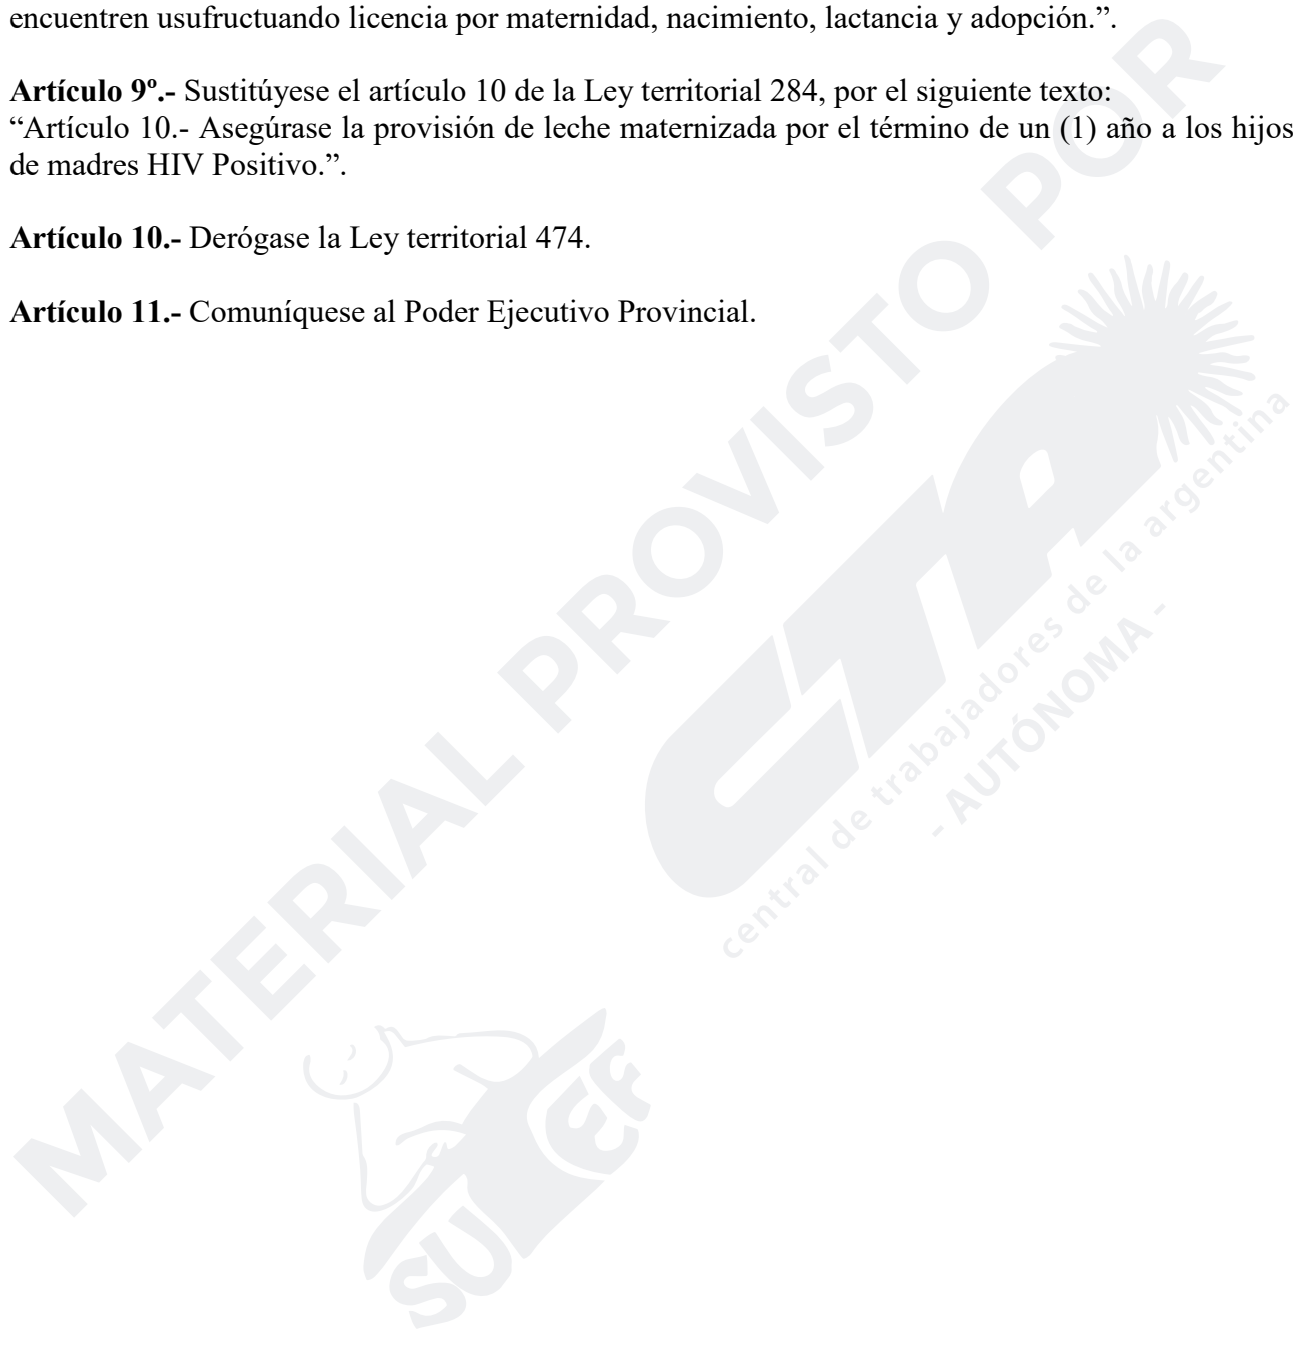 encuentren usufructuando licencia por maternidad, nacimiento, lactancia y adopción.”.
Artículo 9º.- Sustitúyese el artículo 10 de la Ley territorial 284, por el siguiente texto:
“Artículo 10.- Asegúrase la provisión de leche maternizada por el término de un (1) año a los hijos
de madres HIV Positivo.”.
Artículo 10.- Derógase la Ley territorial 474.
Artículo 11.- Comuníquese al Poder Ejecutivo Provincial.
MATERIAL PROVISTO POR
CTA
central de trabajadores de la argentina
- AUTÓNOMA -
SUTEF